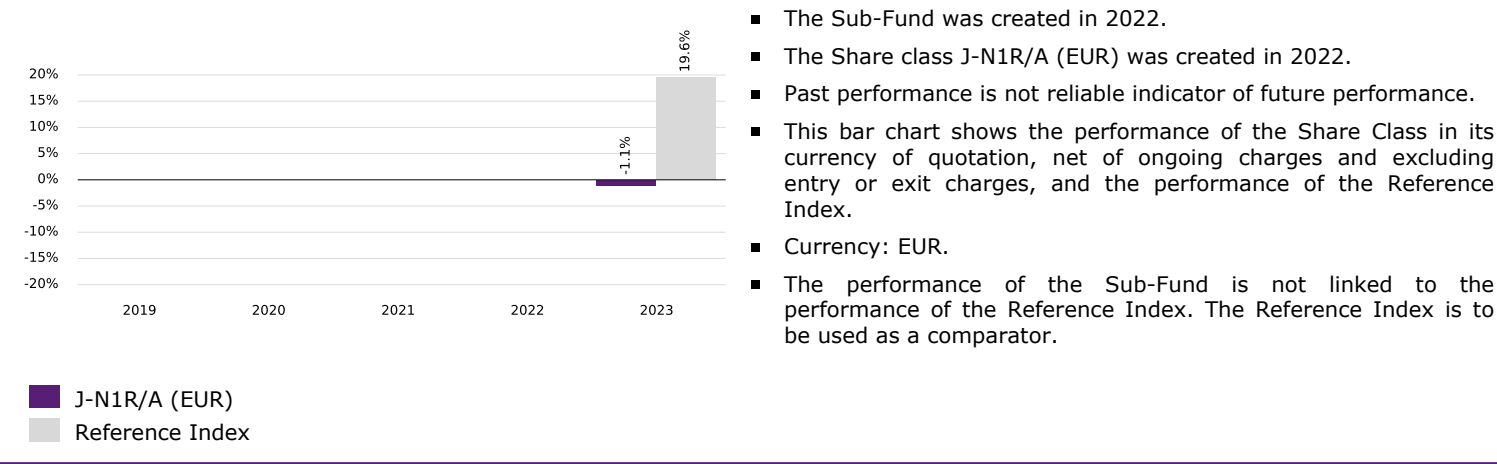 19.6%
20%
15%
10%
5%
-1.1%
0%
-5%
-10%
-15%
-20%
2019 2020 2021 2022 2023
J-N1R/A (EUR)
Reference Index
▪ The Sub-Fund was created in 2022.
▪ The Share class J-N1R/A (EUR) was created in 2022.
▪ Past performance is not reliable indicator of future performance.
▪ This bar chart shows the performance of the Share Class in its
currency of quotation, net of ongoing charges and excluding
entry or exit charges, and the performance of the Reference
Index.
▪ Currency: EUR.
▪ The performance of the Sub-Fund is not linked to the
performance of the Reference Index. The Reference Index is to
be used as a comparator.